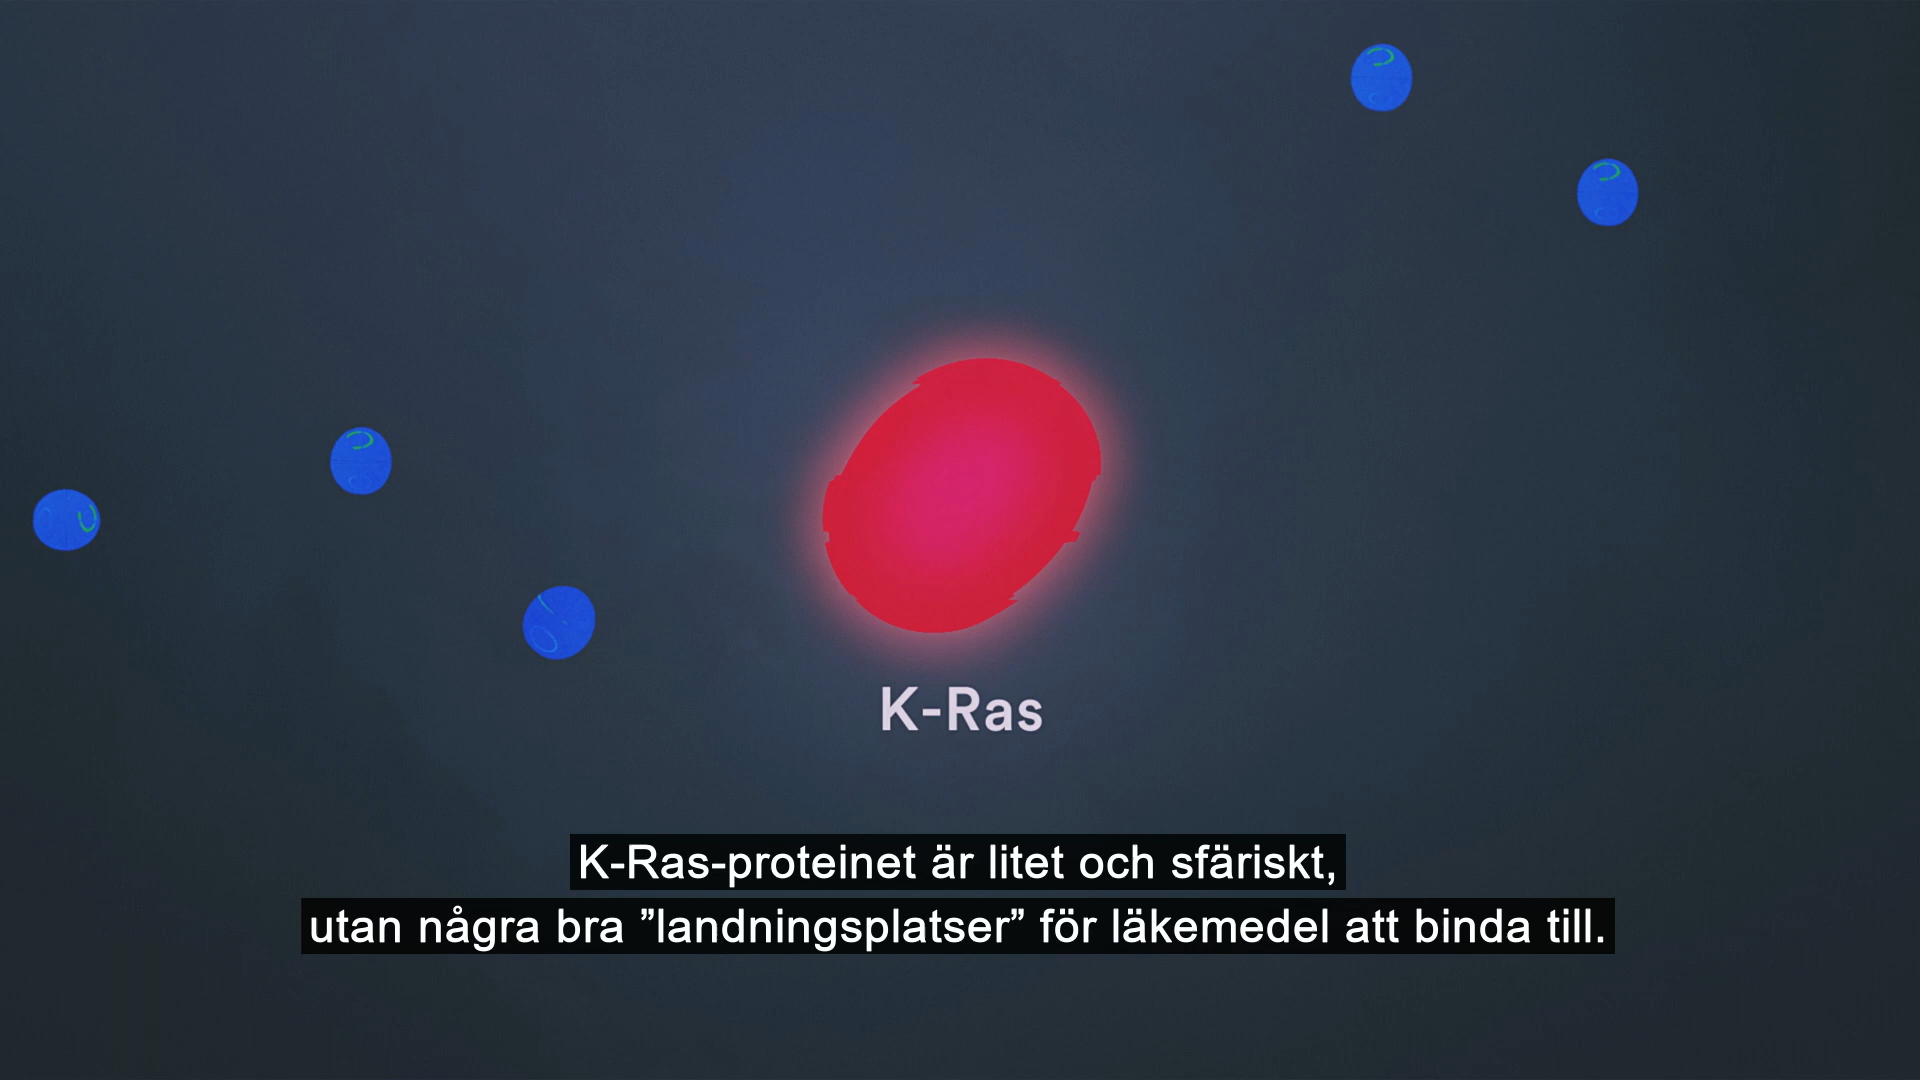 K-Ras
K-Ras-proteinet är litet och sfäriskt,
utan några bra ”landningsplatser” för läkemedel att binda till.